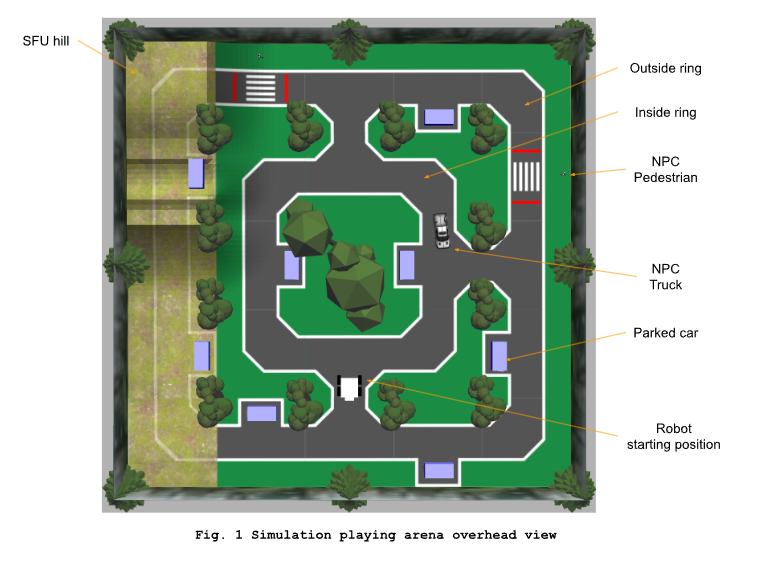 SFU hill
Outside ring
Inside ring
NPC
Pedestrian
NPC
Truck
Parked car
Robot
starting position
Fig. 1 Simulation playing arena overhead view